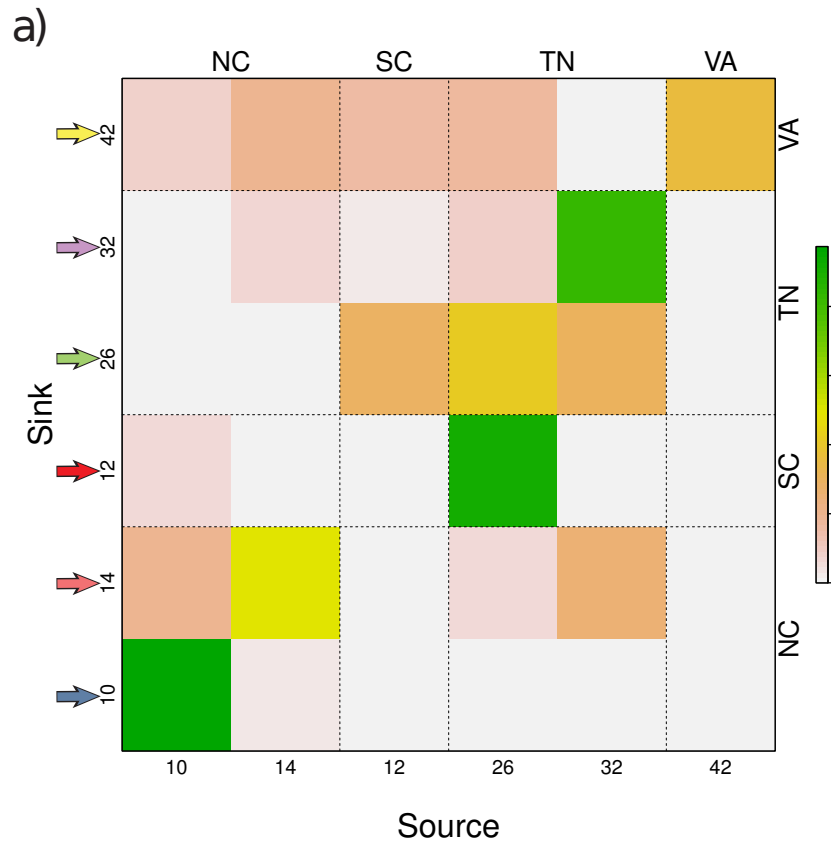 a)
NC SC TN VA
42 VA
32
TN
26
Sink
12 SC
14
NC
10
10 14 12 26 32 42
Source